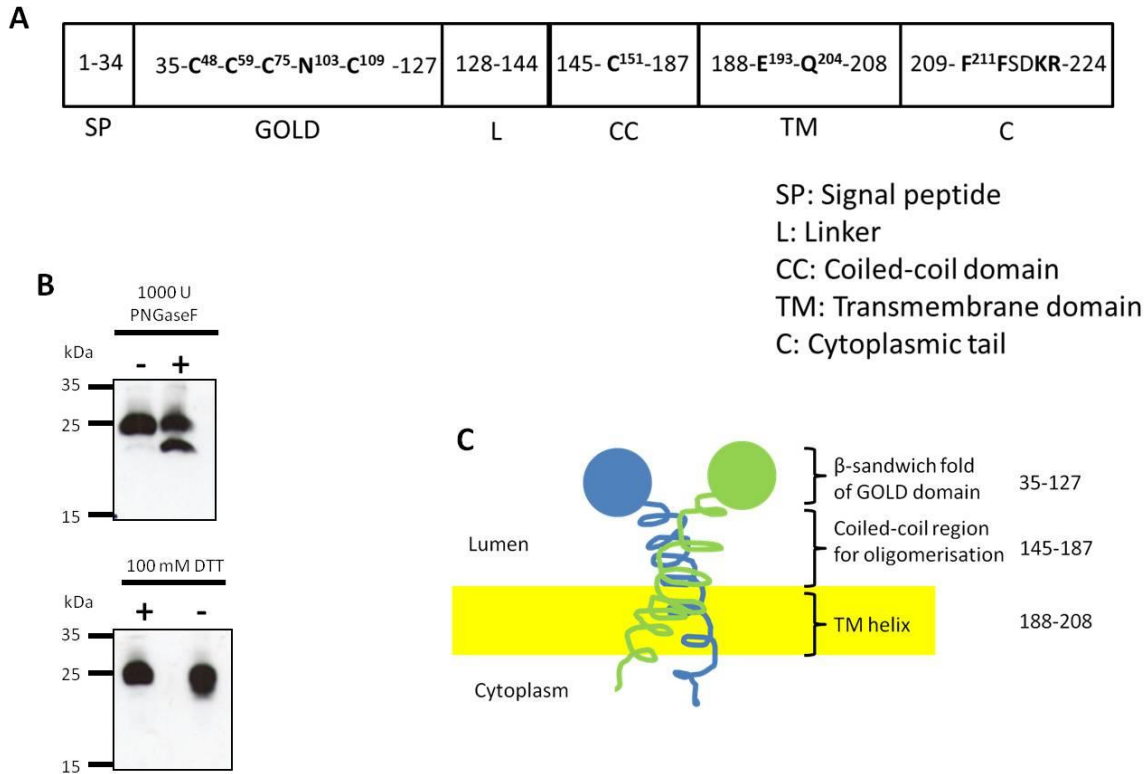 A
1-34
35-C⁴⁸-C⁵⁹-C⁷⁵-N¹⁰³-C¹⁰⁹ -127
128-144
145- C¹⁵¹-187
188-E¹⁹³-Q²⁰⁴-208
209- F²¹¹FSDKR-224
SP
GOLD
L
CC
TM
C
SP: Signal peptide
L: Linker
CC: Coiled-coil domain
TM: Transmembrane domain
C: Cytoplasmic tail
B
1000 U
PNGaseF
kDa
- +
35
25
15
100 mM DTT
kDa
+ -
35
25
15
C
Lumen
Cytoplasm
β-sandwich fold
of GOLD domain
35-127
Coiled-coil region
for oligomerisation
145-187
TM helix
188-208